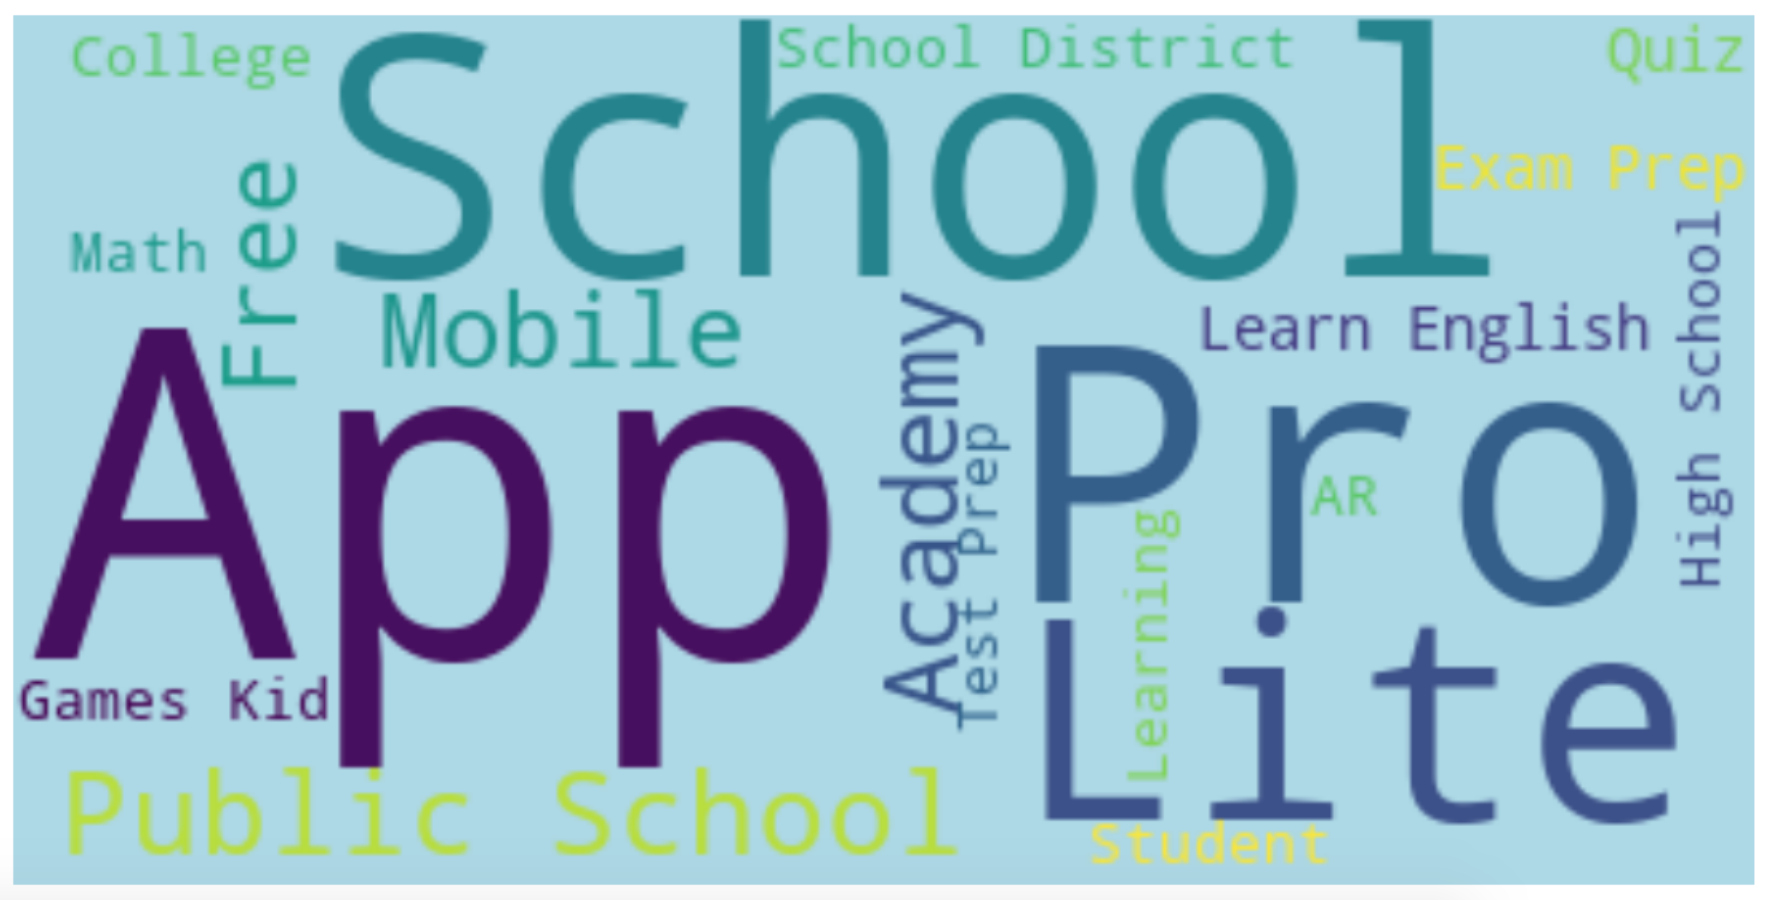 College
School District
Quiz
School
Exam Prep
Free
Math
High School
Mobile
Academy
Learn English
App
Pro
Test Prep
AR
Learning
Lite
Games Kid
Public School
Student